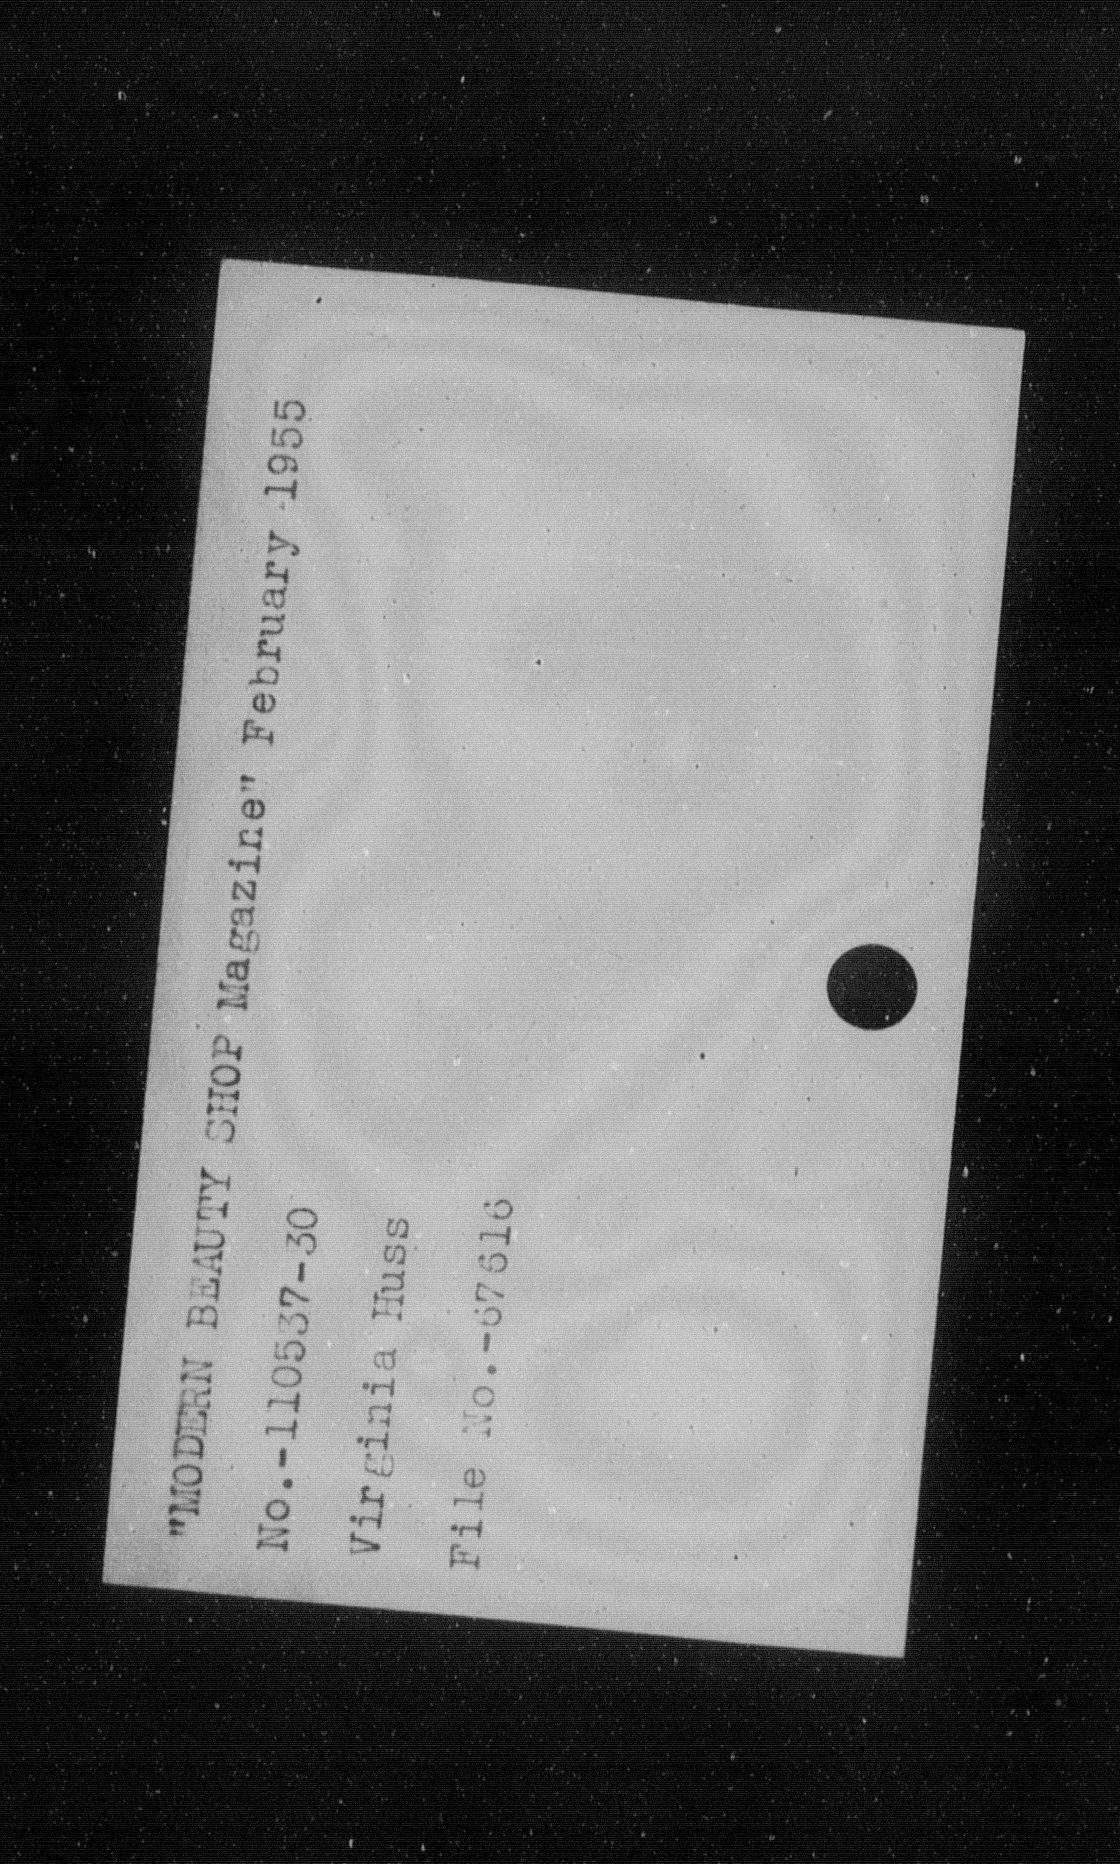 "MODERN BEAUTY SHOP Magazine" February 1955
No.-110537-30
Virginia Huss
File No.-67616